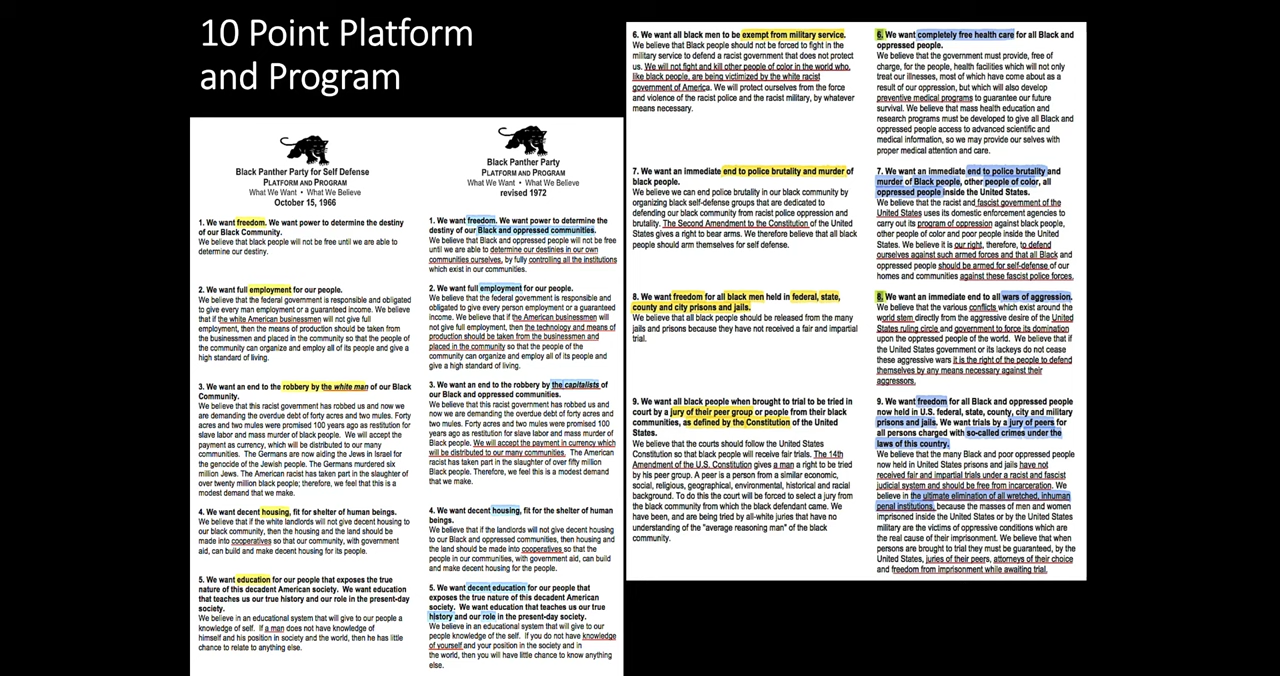 10 Point Platform
and Program
Black Panther Party for Self Defense
PLATFORM AND PROGRAM
What We Want • What We Believe
October 15, 1966
1. We want freedom. We want power to determine the destiny
of our Black Community.
We believe that black people will not be free until we are able to
determine our destiny.
2. We want full employment for our people.
We believe that the federal government is responsible and obligated
to give every man employment or a guaranteed income. We believe
that if the white American businessmen will not give full
employment, then the means of production should be taken from
the businessmen and placed in the community so that the people of
the community can organize and employ all of its people and give a
high standard of living.
3. We want an end to the robbery by the white man of our Black
Community.
We believe that this racist government has robbed us and now we
are demanding the overdue debt of forty acres and two mules. Forty
acres and two mules were promised 100 years ago as restitution for
slave labor and mass murder of black people. We will accept the
payment as currency, which will be distributed to our many
communities. The Germans are now aiding the Jews in Israel for
the genocide of the Jewish people. The Germans murdered six
million Jews. The American racist has taken part in the slaughter of
over twenty million black people; therefore, we feel that this is a
modest demand that we make.
4. We want decent housing, fit for shelter of human beings.
We believe that if the white landlords will not give decent housing to
our black community, then the housing and the land should be
made into cooperatives so that our community, with government
aid, can build and make decent housing for its people.
5. We want education for our people that exposes the true
nature of this decadent American society. We want education
that teaches us our true history and our role in the present-day
society.
We believe in an educational system that will give to our people a
knowledge of self. If a man does not have knowledge of
himself and his position in society and the world, then he has little
chance to relate to anything else.
Black Panther Party
PLATFORM AND PROGRAM
What We Want • What We Believe
revised 1972
1. We want freedom. We want power to determine the
destiny of our Black and oppressed communities.
We believe that Black and oppressed people will not be free
until we are able to determine our destinies in our own
communities ourselves, by fully controlling all the institutions
which exist in our communities.
2. We want full employment for our people.
We believe that the federal government is responsible and
obligated to give every person employment or a guaranteed
income. We believe that if the American businessmen will
not give full employment, then the technology and means of
production should be taken from the businessmen and
placed in the community so that the people of the
community can organize and employ all of its people and
give a high standard of living.
3. We want an end to the robbery by the capitalists of
our Black and oppressed communities.
We believe that this racist government has robbed us and
now we are demanding the overdue debt of forty acres and
two mules. Forty acres and two mules were promised 100
years ago as restitution for slave labor and mass murder of
Black people. We will accept the payment in currency which
will be distributed to our many communities. The American
racist has taken part in the slaughter of over fifty million
Black people. Therefore, we feel this is a modest demand
that we make.
4. We want decent housing, fit for the shelter of human
beings.
We believe that if the landlords will not give decent housing
to our Black and oppressed communities, then housing and
the land should be made into cooperatives so that the
people in our communities, with government aid, can build
and make decent housing for the people.
5. We want decent education for our people that
exposes the true nature of this decadent American
society. We want education that teaches us our true
history and our role in the present-day society.
We believe in an educational system that will give to our
people knowledge of self. If you do not have knowledge
of yourself and your position in the society and in
the world, then you will have little chance to know anything
else.
6. We want all black men to be exempt from military service.
We believe that Black people should not be forced to fight in the
military service to defend a racist government that does not protect
us. We will not fight and kill other people of color in the world who,
like black people, are being victimized by the white racist
government of America. We will protect ourselves from the force
and violence of the racist police and the racist military, by whatever
means necessary.
7. We want an immediate end to police brutality and murder of
black people.
We believe we can end police brutality in our black community by
organizing black self-defense groups that are dedicated to
defending our black community from racist police oppression and
brutality. The Second Amendment to the Constitution of the United
States gives a right to bear arms. We therefore believe that all black
people should arm themselves for self defense.
8. We want freedom for all black men held in federal, state,
county and city prisons and jails.
We believe that all black people should be released from the many
jails and prisons because they have not received a fair and impartial
trial.
9. We want all black people when brought to trial to be tried in
court by a jury of their peer group or people from their black
communities, as defined by the Constitution of the United
States.
We believe that the courts should follow the United States
Constitution so that black people will receive fair trials. The 14th
Amendment of the U.S. Constitution gives a man a right to be tried
by his peer group. A peer is a person from a similar economic,
social, religious, geographical, environmental, historical and racial
background. To do this the court will be forced to select a jury from
the black community from which the black defendant came. We
have been, and are being tried by all-white juries that have no
understanding of the "average reasoning man" of the black
community.
6. We want completely free health care for all Black and
oppressed people.
We believe that the government must provide, free of
charge, for the people, health facilities which will not only
treat our illnesses, most of which have come about as a
result of our oppression, but which will also develop
preventive medical programs to guarantee our future
survival. We believe that mass health education and
research programs must be developed to give all Black and
oppressed people access to advanced scientific and
medical information, so we may provide our selves with
proper medical attention and care.
7. We want an immediate end to police brutality and
murder of Black people, other people of color, all
oppressed people inside the United States.
We believe that the racist and fascist government of the
United States uses its domestic enforcement agencies to
carry out its program of oppression against black people,
other people of color and poor people inside the United
States. We believe it is our right, therefore, to defend
ourselves against such armed forces and that all Black and
oppressed people should be armed for self-defense of our
homes and communities against these fascist police forces.
8. We want an immediate end to all wars of aggression.
We believe that the various conflicts which exist around the
world stem directly from the aggressive desire of the United
States ruling circle and government to force its domination
upon the oppressed people of the world. We believe that if
the United States government or its lackeys do not cease
these aggressive wars it is the right of the people to defend
themselves by any means necessary against their
aggressors.
9. We want freedom for all Black and oppressed people
now held in U.S. federal, state, county, city and military
prisons and jails. We want trials by a jury of peers for
all persons charged with so-called crimes under the
laws of this country.
We believe that the many Black and poor oppressed people
now held in United States prisons and jails have not
received fair and impartial trials under a racist and fascist
judicial system and should be free from incarceration. We
believe in the ultimate elimination of all wretched, inhuman
penal institutions, because the masses of men and women
imprisoned inside the United States or by the United States
military are the victims of oppressive conditions which are
the real cause of their imprisonment. We believe that when
persons are brought to trial they must be guaranteed, by the
United States, juries of their peers, attorneys of their choice
and freedom from imprisonment while awaiting trial.